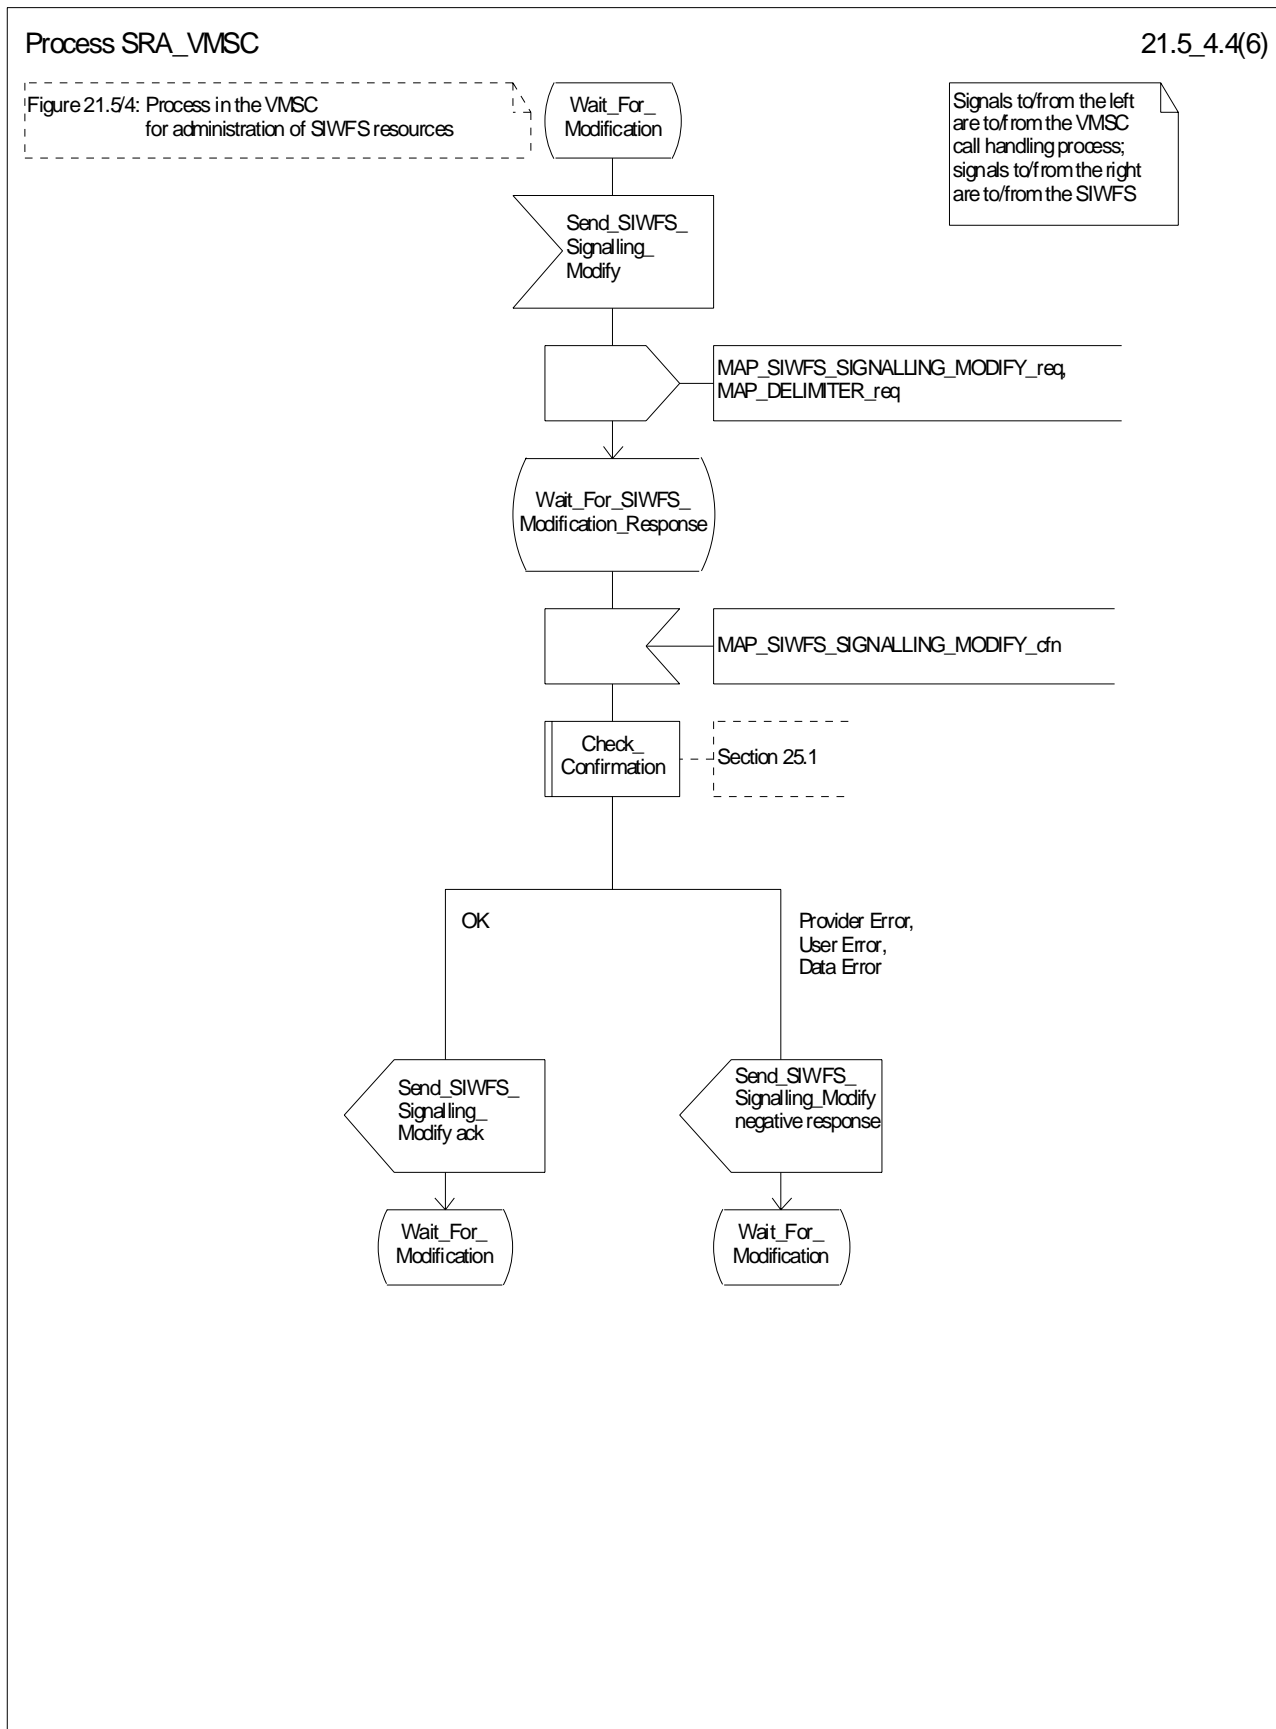 Process SRA_VMSC
21.5_4.4(6)
Figure 21.5/4: Process in the VMSC
for administration of SIWFS resources
Wait_For_
Modification
Signals to/from the left
are to/from the VMSC
call handling process;
signals to/from the right
are to/from the SIWFS
Send_SIWFS_
Signalling_
Modify
MAP_SIWFS_SIGNALLING_MODIFY_req,
MAP_DELIMITER_req
Wait_For_SIWFS_
Modification_Response
MAP_SIWFS_SIGNALLING_MODIFY_cfn
Check_
Confirmation
Section 25.1
OK
Provider Error,
User Error,
Data Error
Send_SIWFS_
Signalling_
Modify ack
Send_SIWFS_
Signalling_Modify
negative response
Wait_For_
Modification
Wait_For_
Modification